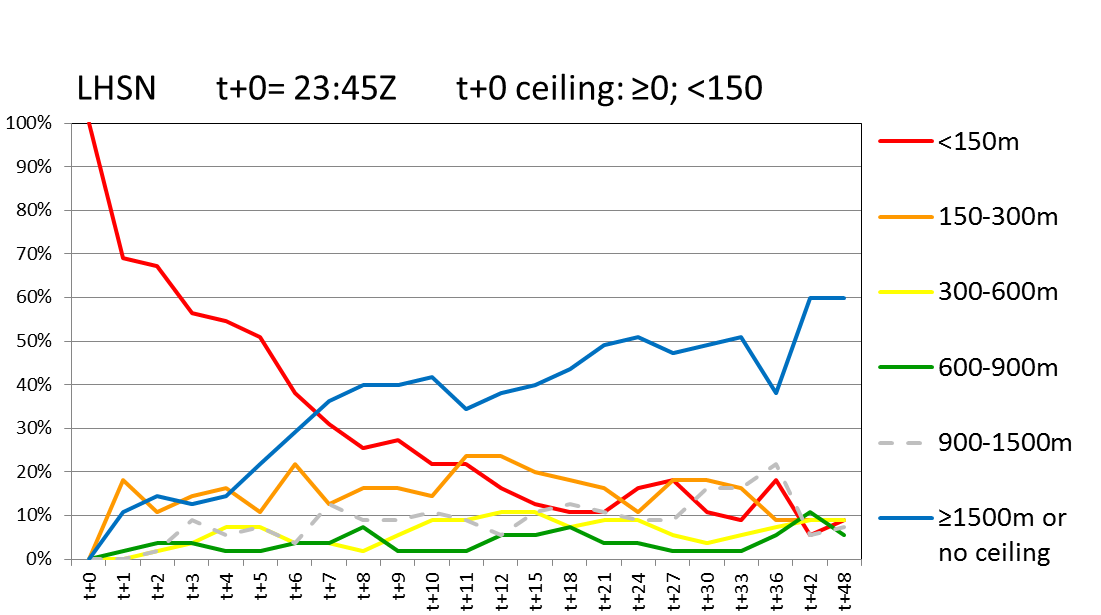 LHSN t+0= 23:45Z t+0 ceiling: ≥0; <150
100%
90%
80%
70%
60%
50%
40%
30%
20%
10%
0%
t+0
t+1
t+2
t+3
t+4
t+5
t+6
t+7
t+8
t+9
t+10
t+11
t+12
t+15
t+18
t+21
t+24
t+27
t+30
t+33
t+36
t+42
t+48
<150m
150-300m
300-600m
600-900m
900-1500m
≥1500m or
no ceiling